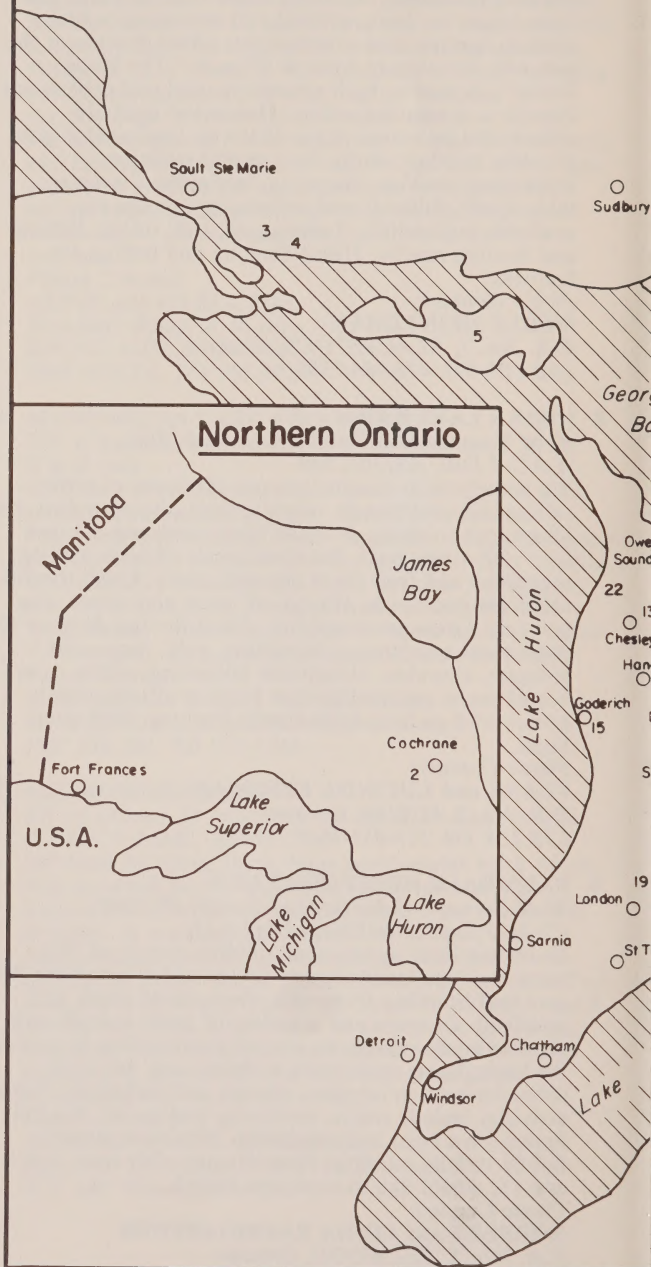 Sault Ste Marie
Sudbury
3
4
5
Georg
Ba
Northern Ontario
Manitoba
James
Bay
Lake Huron
Owe
Sound
22
13
Chesley
Han
Goderich
15
Cochrane
2
Fort Frances
1
Lake
Superior
U.S.A.
S
Lake
Michigan
Lake
Huron
19
London
Sarnia
St T
Detroit
Chatham
Windsor
Lake